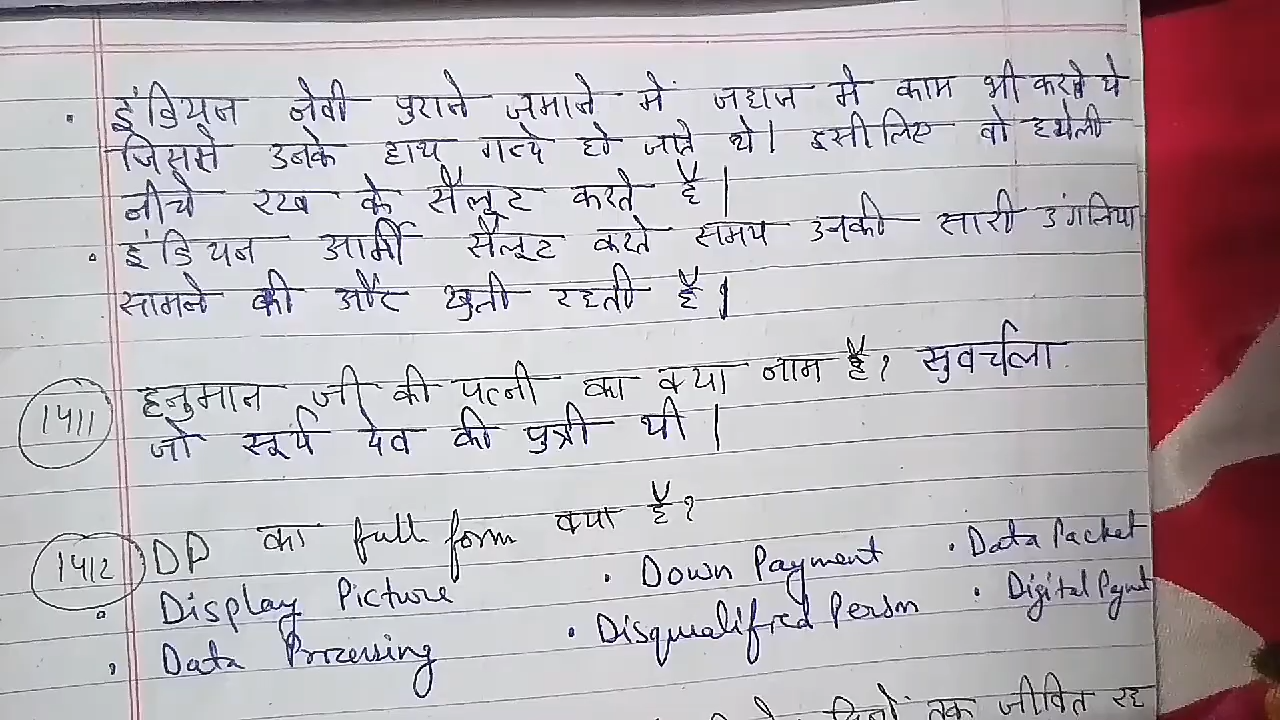 इंडियन नेवी पुराने जमाने में जहाज मे काम भी करते थे
जिससे उनके हाथ गन्दे हो जाते थे। इसीलिए वो हथेली
नीचे रख के सैलूट करते है।
इंडियन आर्मी सैलूट करते समय उनकी सारी उंगलिया
सामने की और खुली रहती है।
1411 हनुमान जी की पत्नी का क्या नाम है? सुवर्चला
जो सूर्य देव की पुत्री थी।
1412 DP का full form क्या है?
• Display Picture • Down Payment • Data Packet
• Data Processing • Disqualified Person • Digital Pymt
दिनों तक जीवित रह